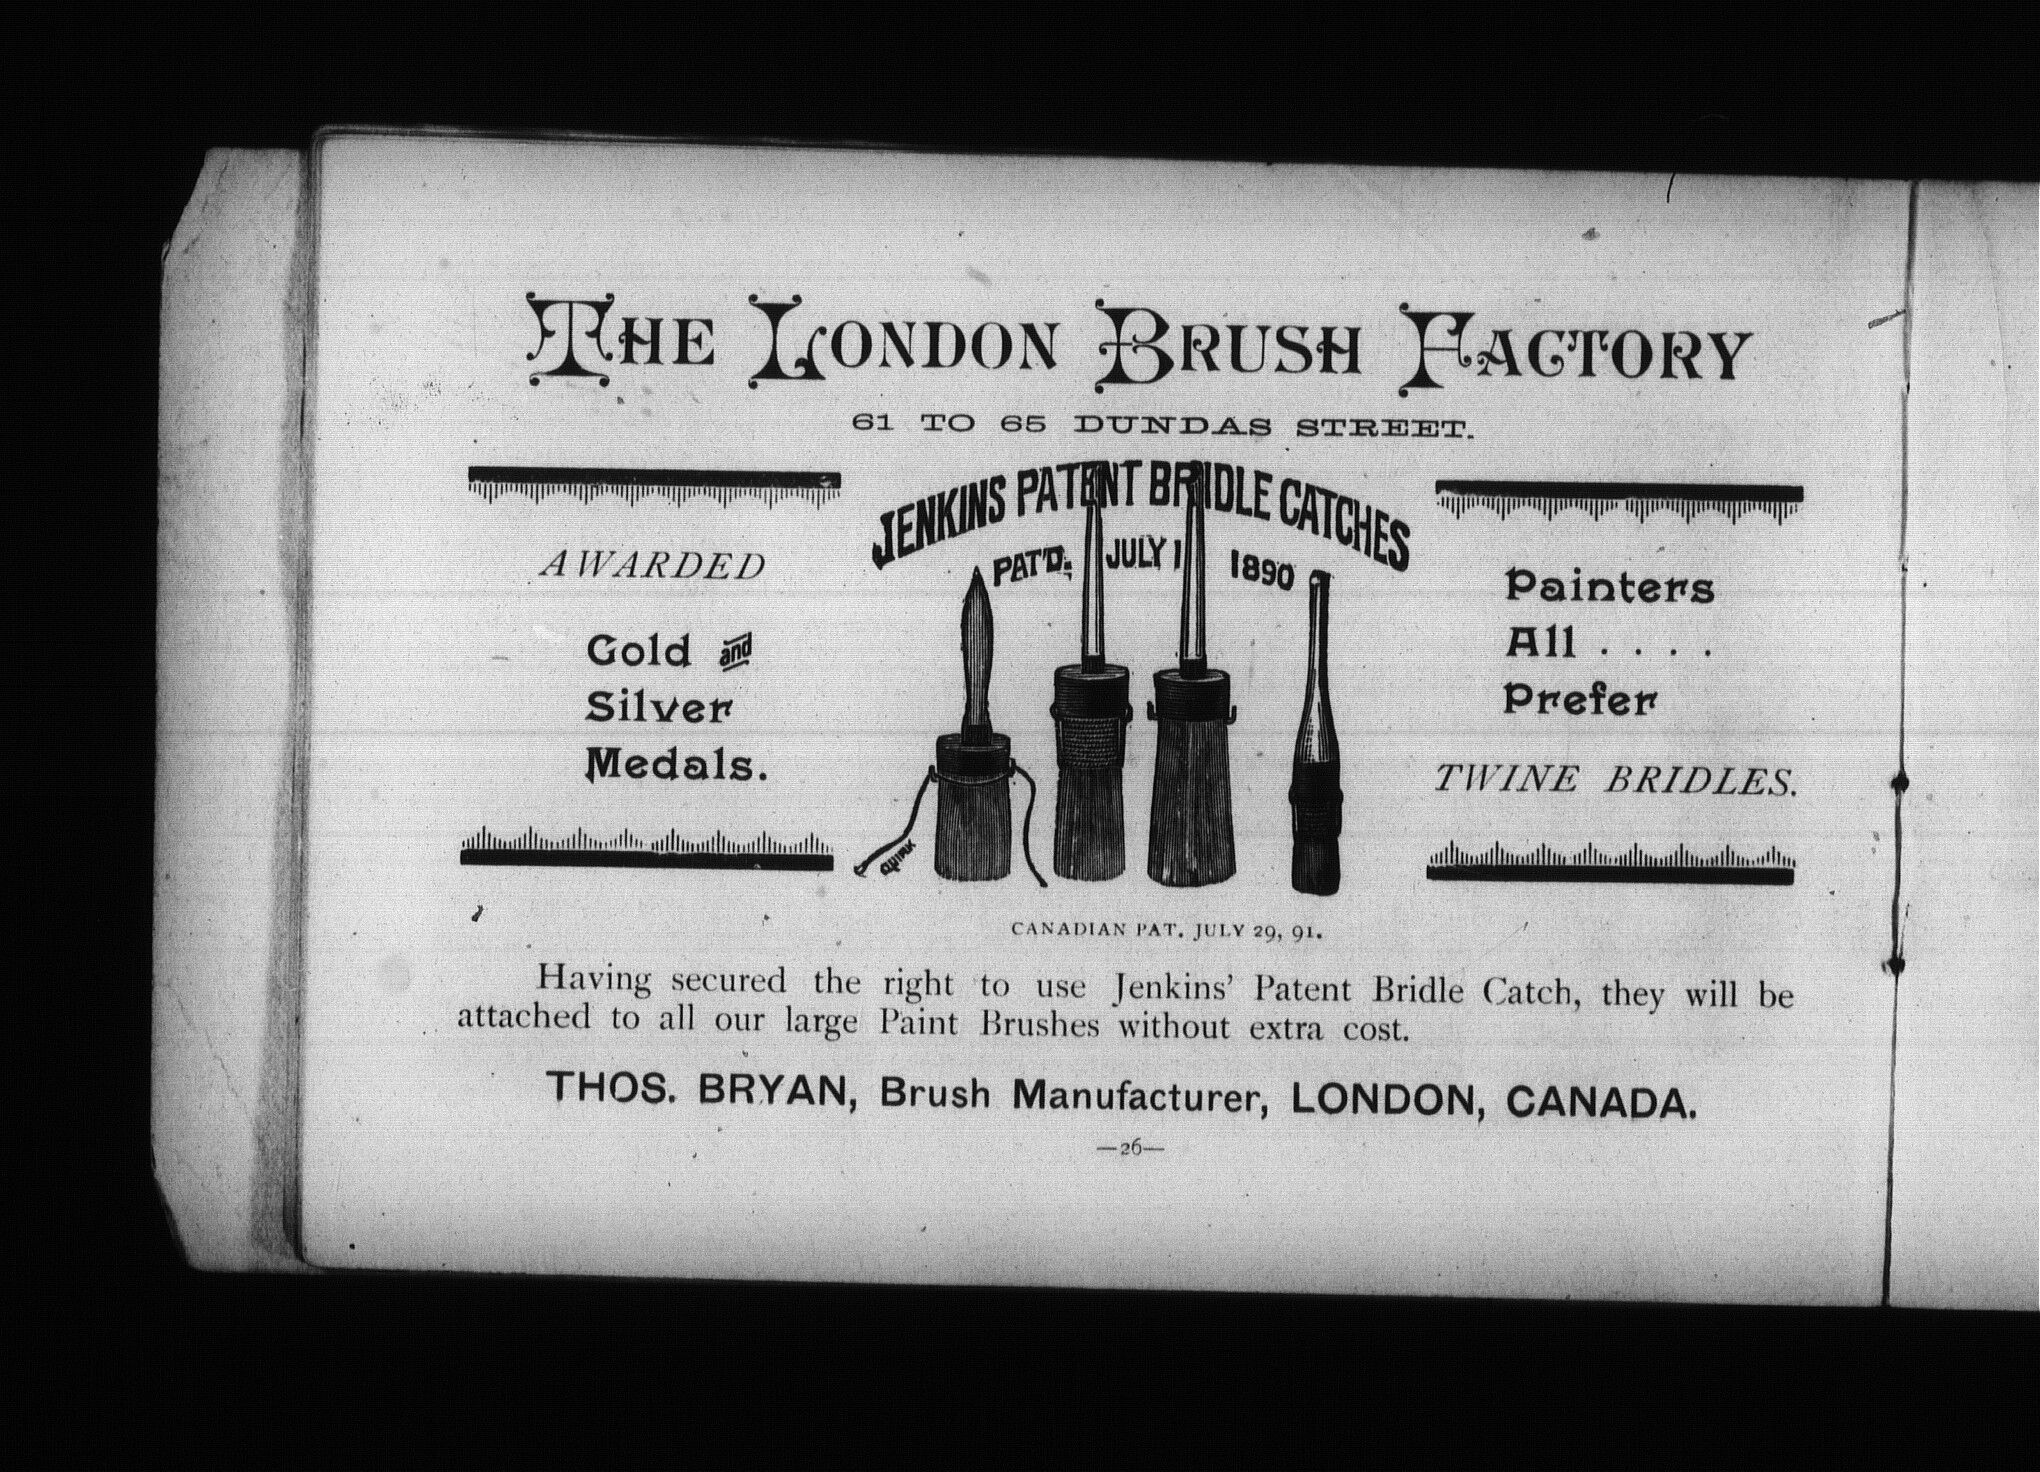 THE LONDON BRUSH FACTORY
61 TO 65 DUNDAS STREET.
JENKINS PATENT BRIDLE CATCHES
PAT'D. JULY 1 1890
AWARDED
Gold and
Silver
Medals.
Painters
All . . . .
Prefer
TWINE BRIDLES.
CANADIAN PAT. JULY 29, 91.
Having secured the right to use Jenkins' Patent Bridle Catch, they will be
attached to all our large Paint Brushes without extra cost.
THOS. BRYAN, Brush Manufacturer, LONDON, CANADA.
—26—